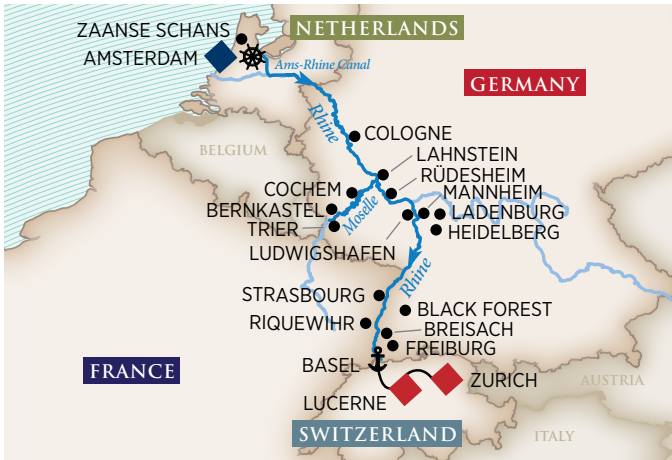 ZAANSE SCHANS
NETHERLANDS
AMSTERDAM
Ams-Rhine Canal
GERMANY
Rhine
COLOGNE
BELGIUM
LAHNSTEIN
RÜDESHEIM
COCHEM
MANNHEIM
BERNKASTEL
Moselle
LADENBURG
TRIER
HEIDELBERG
LUDWIGSHAFEN
Rhine
STRASBOURG
BLACK FOREST
RIQUEWIHR
BREISACH
FREIBURG
BASEL
FRANCE
ZURICH
AUSTRIA
LUCERNE
SWITZERLAND
ITALY